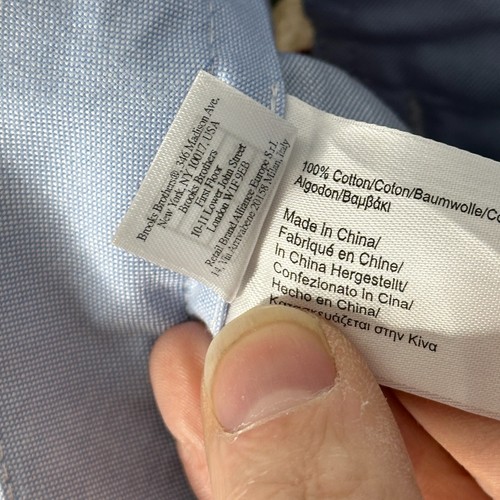 Brooks Brothers® 346 Madison Ave.
New York, NY 10017, USA
Brooks Brothers
First Floor
10-11 Lower John Street
London W1F 9EB
Retail Brand Alliance Europe S.r.L
14, Via Arrivabene 20158 Milan, Italy
100% Cotton/Coton/Baumwolle/Co
Algodon/Βαμβάκι
Made in China/
Fabriqué en Chine/
In China Hergestellt/
Confezionato in Cina/
Hecho en China/
Κατασκευάζεται στην Κίνα